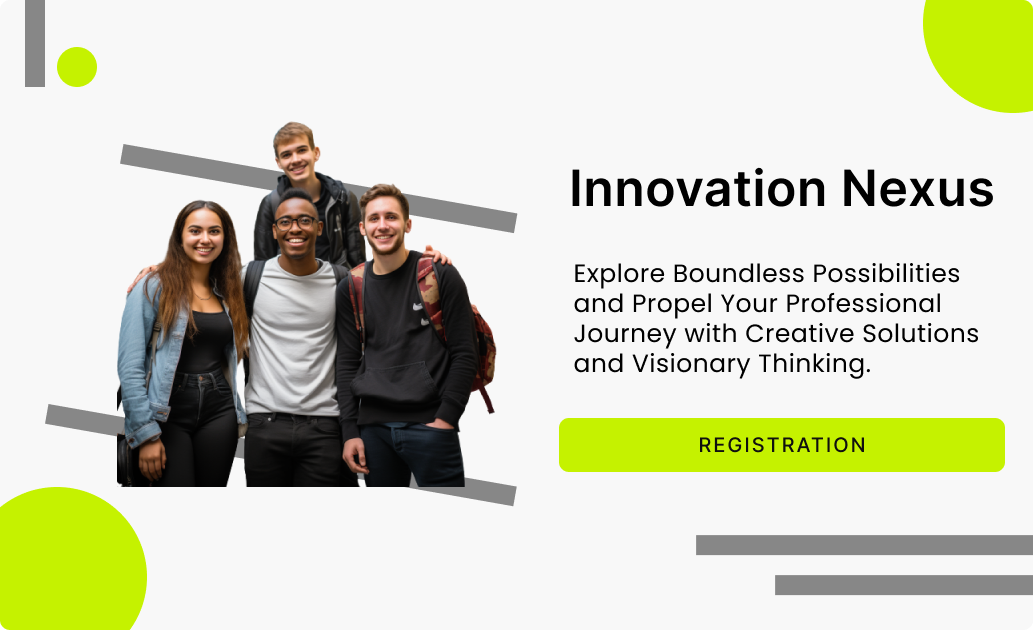 Innovation Nexus
Explore Boundless Possibilities
and Propel Your Professional
Journey with Creative Solutions
and Visionary Thinking.
REGISTRATION